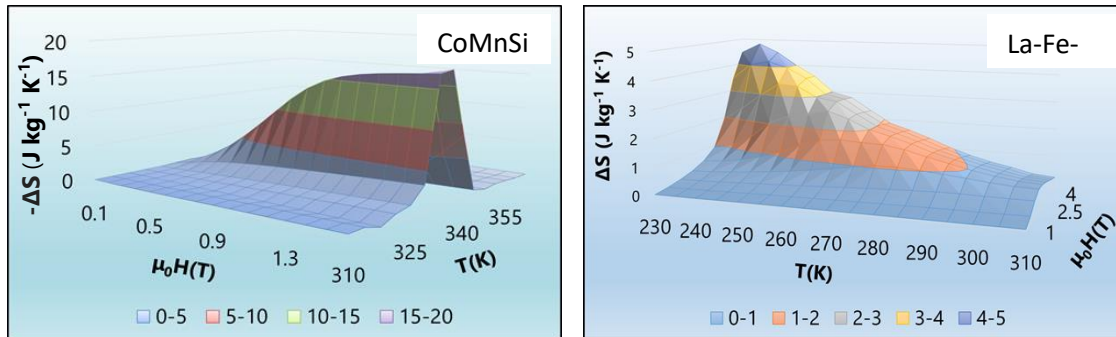 CoMnSi
20
15
10
5
0
-ΔS (J kg⁻¹ K⁻¹)
0.1
0.5
0.9
1.3
μ₀H(T)
310
325
340
355
T(K)
0-5 5-10 10-15 15-20
La-Fe-
5
4
3
2
1
0
ΔS (J kg⁻¹ K⁻¹)
230 240 250 260 270 280 290 300 310
T(K)
4
2.5
1
μ₀H(T)
0-1 1-2 2-3 3-4 4-5